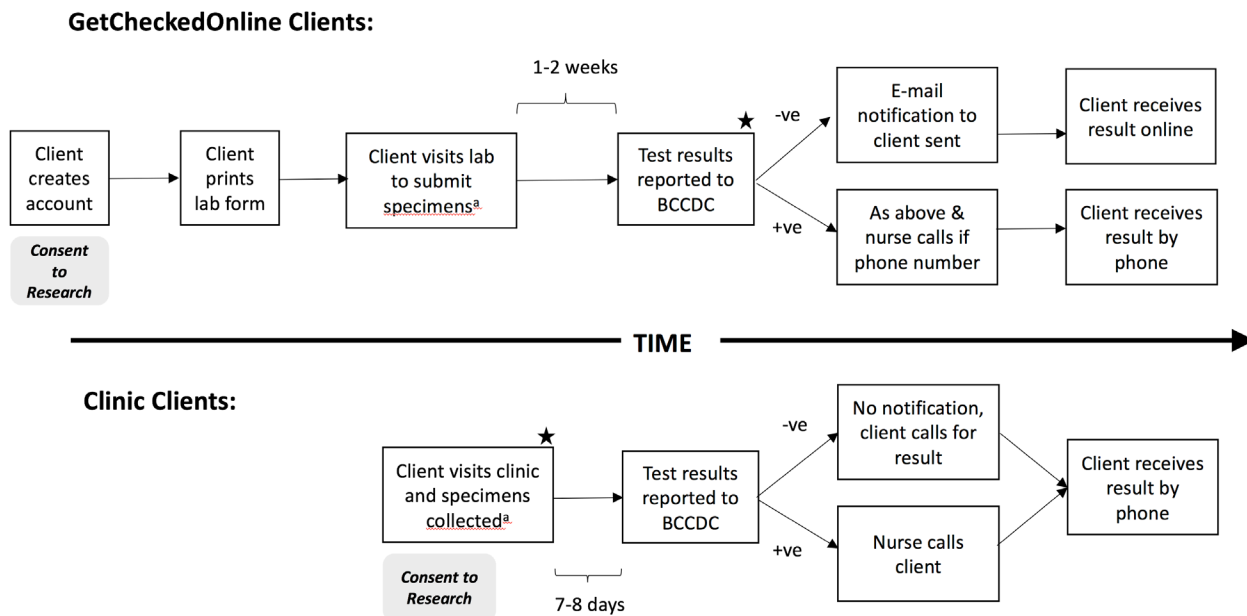 GetCheckedOnline Clients:
1-2 weeks
Client
creates
account
Consent
to
Research
Client
prints
lab form
Client visits lab
to submit
specimensᵃ
Test results
reported to
BCCDC
-ve
E-mail
notification to
client sent
Client receives
result online
+ve
As above &
nurse calls if
phone number
Client receives
result by
phone
TIME
Clinic Clients:
Client visits clinic
and specimens
collectedᵃ
Consent to
Research
7-8 days
Test results
reported to
BCCDC
-ve
No notification,
client calls for
result
+ve
Nurse calls
client
Client receives
result by
phone